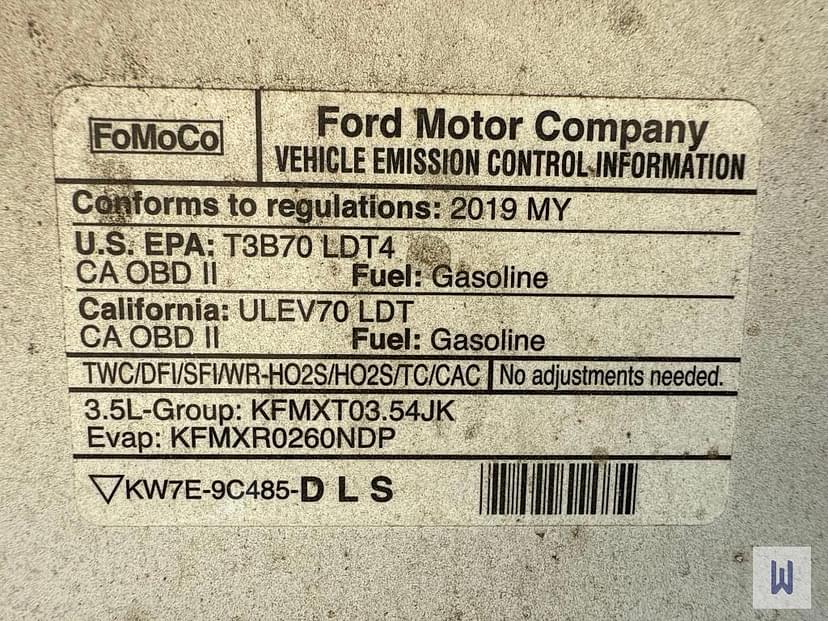 FoMoCo
Ford Motor Company
VEHICLE EMISSION CONTROL INFORMATION
Conforms to regulations: 2019 MY
U.S. EPA: T3B70 LDT4
CA OBD II Fuel: Gasoline
California: ULEV70 LDT
CA OBD II Fuel: Gasoline
TWC/DFI/SFI/WR-HO2S/HO2S/TC/CAC No adjustments needed.
3.5L-Group: KFMXT03.54JK
Evap: KFMXR0260NDP
▽KW7E-9C485-D L S
W